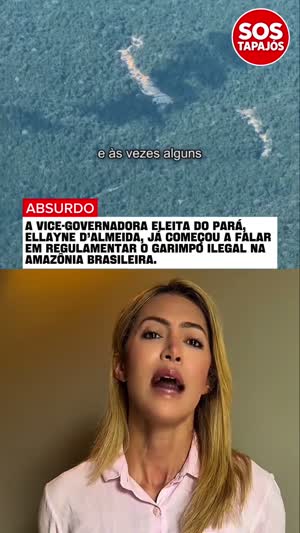 SOS
TAPAJÓS
e às vezes alguns
ABSURDO
A VICE-GOVERNADORA ELEITA DO PARÁ,
ELLAYNE D'ALMEIDA, JÁ COMEÇOU A FALAR
EM REGULAMENTAR O GARIMPO ILEGAL NA
AMAZÔNIA BRASILEIRA.